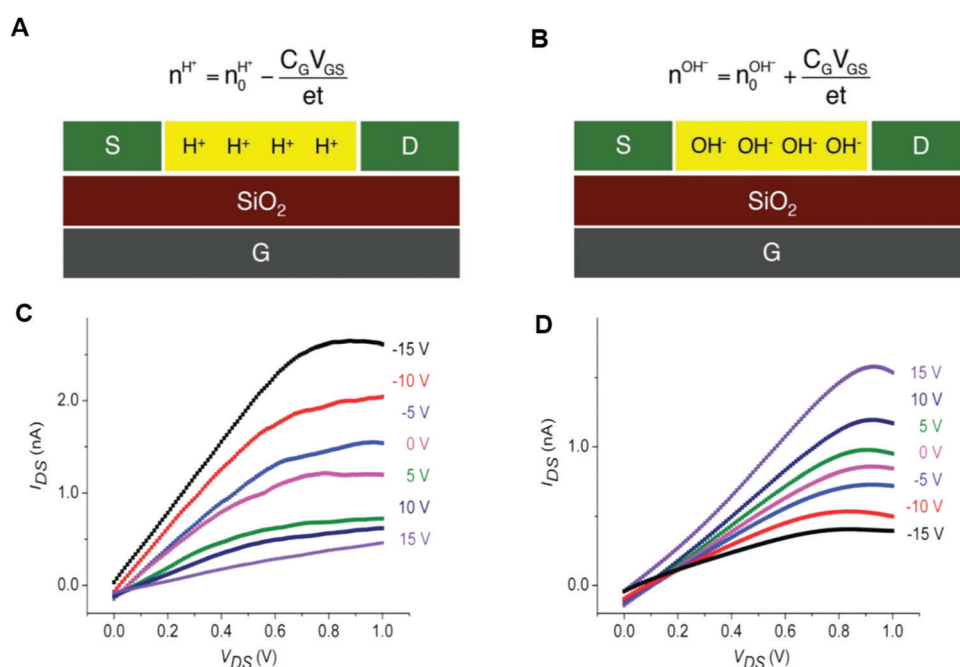 A
n^H⁺ = n₀^H⁺ − C_G V_GS / et
S H⁺ H⁺ H⁺ H⁺ D
SiO₂
G
B
n^OH⁻ = n₀^OH⁻ + C_G V_GS / et
S OH⁻ OH⁻ OH⁻ OH⁻ D
SiO₂
G
C
I_DS (nA)
2.0
1.0
0.0
-15 V
-10 V
-5 V
0 V
5 V
10 V
15 V
0.0 0.2 0.4 0.6 0.8 1.0
V_DS (V)
D
I_DS (nA)
1.0
0.0
15 V
10 V
5 V
0 V
-5 V
-10 V
-15 V
0.0 0.2 0.4 0.6 0.8 1.0
V_DS (V)